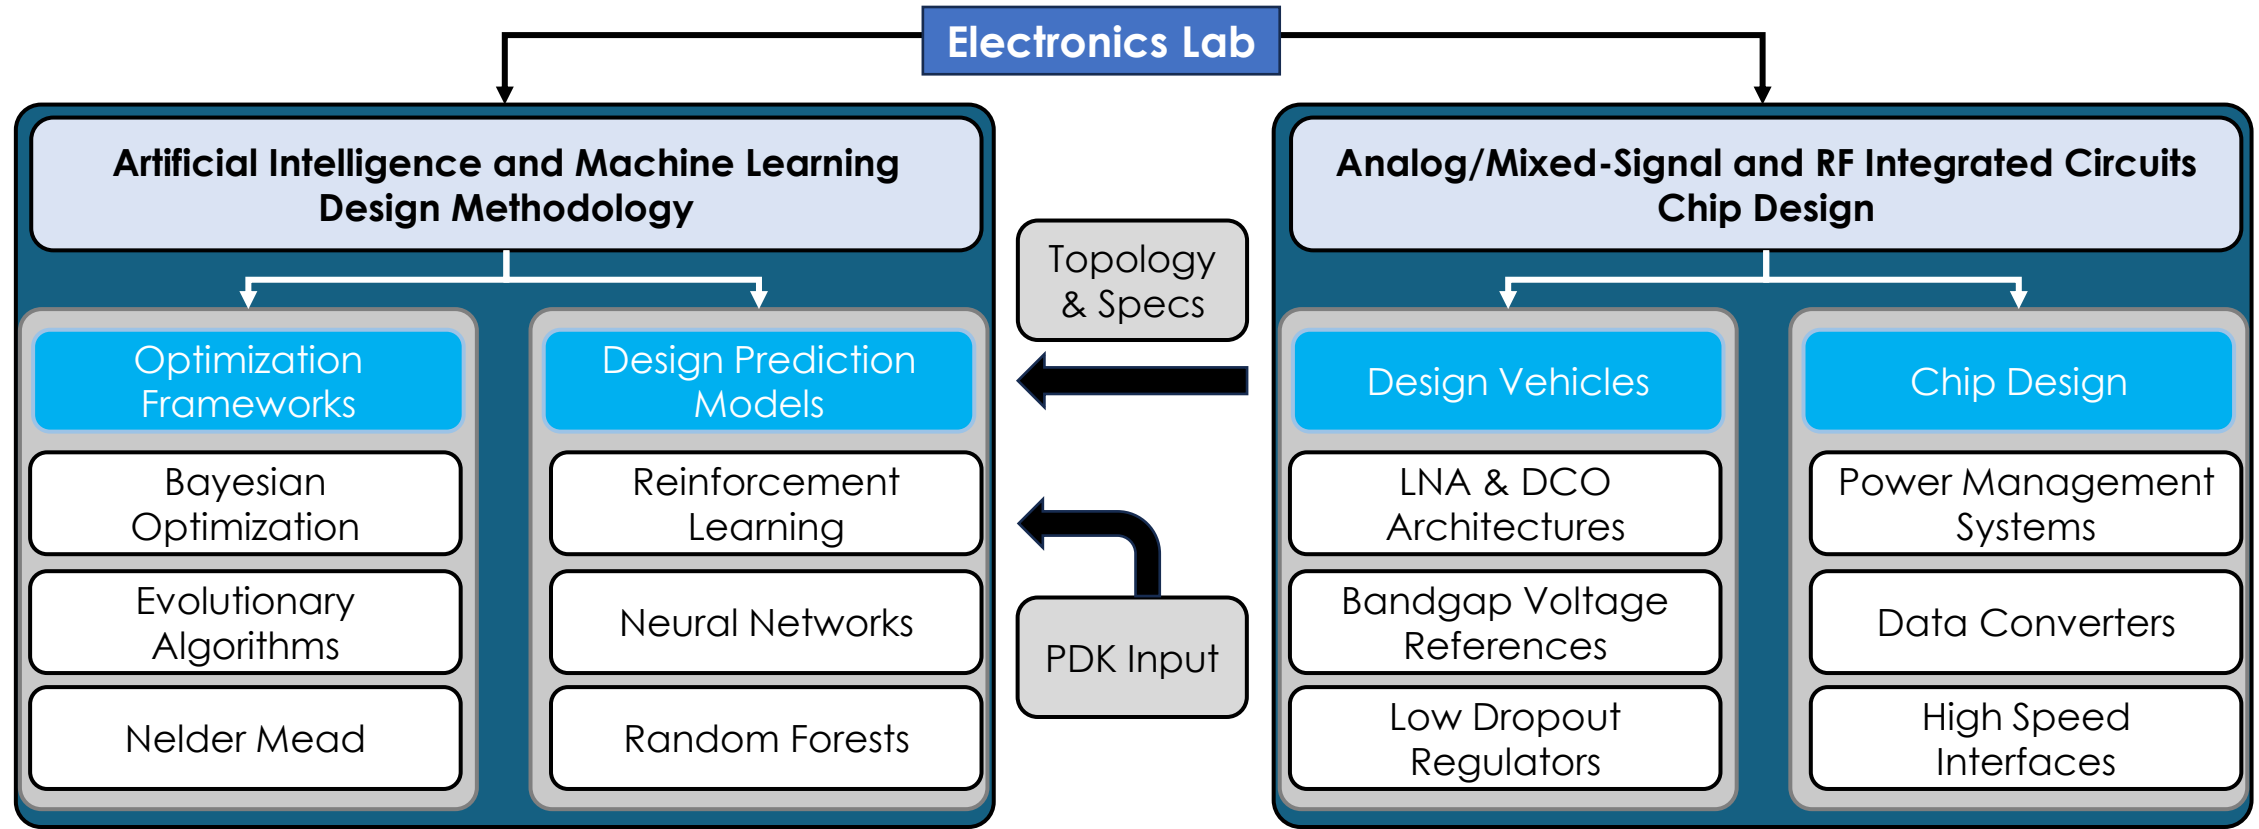 Electronics Lab
Artificial Intelligence and Machine Learning
Design Methodology
Optimization
Frameworks
Bayesian
Optimization
Evolutionary
Algorithms
Nelder Mead
Design Prediction
Models
Reinforcement
Learning
Neural Networks
Random Forests
Topology
& Specs
PDK Input
Analog/Mixed-Signal and RF Integrated Circuits
Chip Design
Design Vehicles
LNA & DCO
Architectures
Bandgap Voltage
References
Low Dropout
Regulators
Chip Design
Power Management
Systems
Data Converters
High Speed
Interfaces